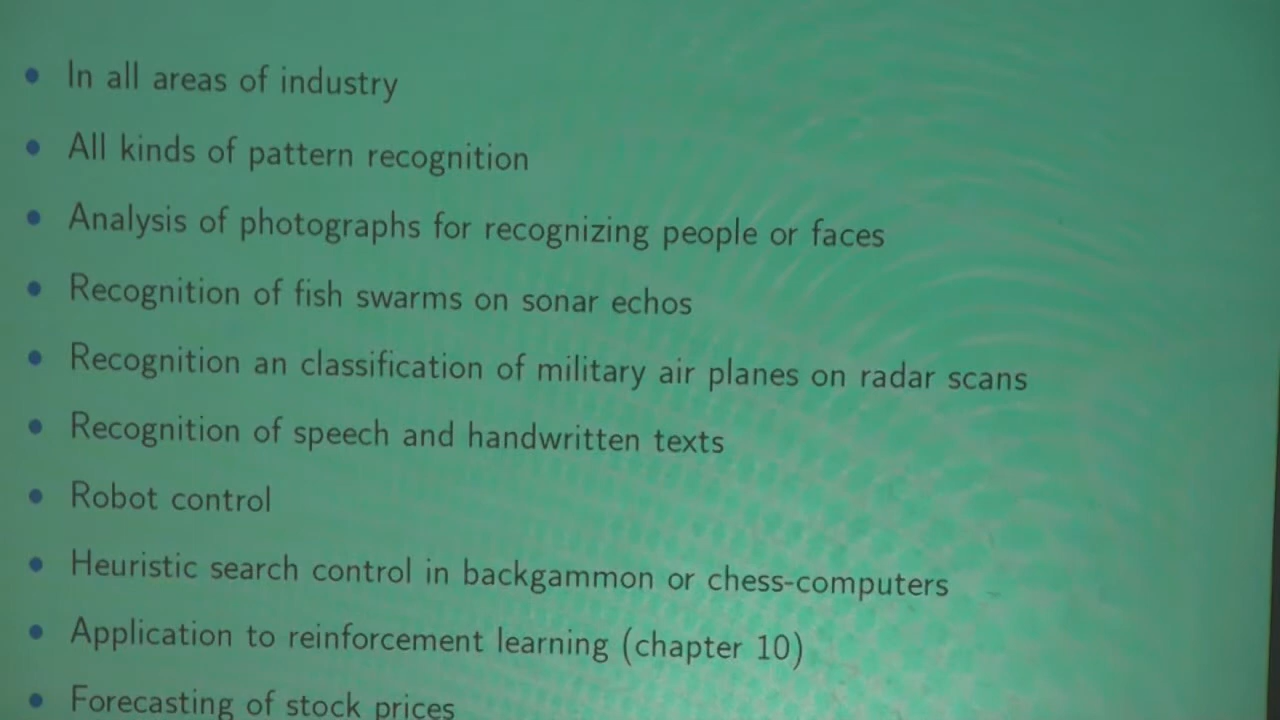 • In all areas of industry
• All kinds of pattern recognition
• Analysis of photographs for recognizing people or faces
• Recognition of fish swarms on sonar echos
• Recognition an classification of military air planes on radar scans
• Recognition of speech and handwritten texts
• Robot control
• Heuristic search control in backgammon or chess-computers
• Application to reinforcement learning (chapter 10)
• Forecasting of stock prices